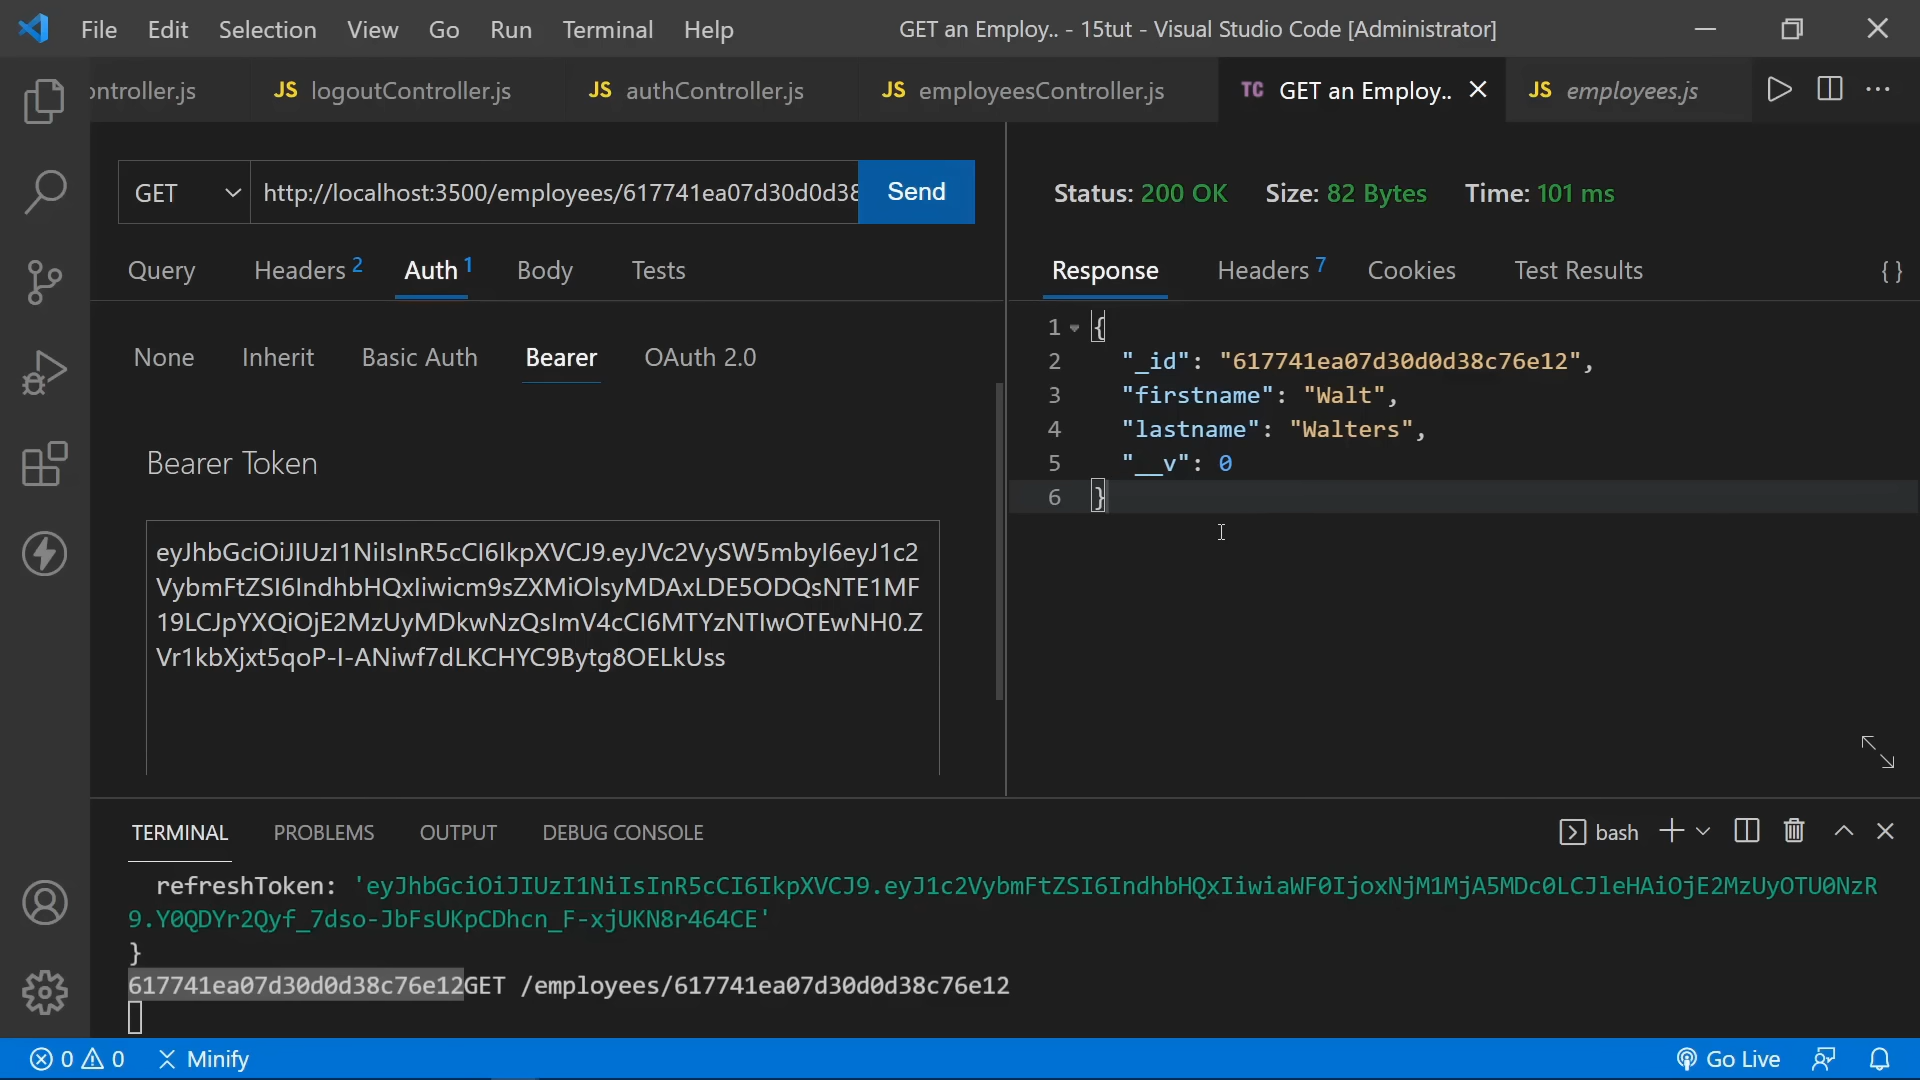 File Edit Selection View Go Run Terminal Help GET an Employ.. - 15tut - Visual Studio Code [Administrator]
ontroller.js JS logoutController.js JS authController.js JS employeesController.js TC GET an Employ.. JS employees.js
GET http://localhost:3500/employees/617741ea07d30d0d38 Send
Query Headers 2 Auth 1 Body Tests
None Inherit Basic Auth Bearer OAuth 2.0
Bearer Token
eyJhbGciOiJIUzI1NiIsInR5cCI6IkpXVCJ9.eyJVc2VySW5mbyI6eyJ1c2
VybmFtZSI6IndhbHQxIiwicm9sZXMiOlsyMDAxLDE5ODQsNTE1MF
19LCJpYXQiOjE2MzUyMDkwNzQsImV4cCI6MTYzNTIwOTEwNH0.Z
Vr1kbXjxt5qoP-I-ANiwf7dLKCHYC9Bytg8OELkUss
Status: 200 OK Size: 82 Bytes Time: 101 ms
Response Headers 7 Cookies Test Results { }
1 {
2 "_id": "617741ea07d30d0d38c76e12",
3 "firstname": "Walt",
4 "lastname": "Walters",
5 "__v": 0
6 }
TERMINAL PROBLEMS OUTPUT DEBUG CONSOLE bash
refreshToken: 'eyJhbGciOiJIUzI1NiIsInR5cCI6IkpXVCJ9.eyJ1c2VybmFtZSI6IndhbHQxIiwiaWF0IjoxNjM1MjA5MDc0LCJleHAiOjE2MzUyOTU0NzR
9.Y0QDYr2Qyf_7dso-JbFsUKpCDhcn_F-xjUKN8r464CE'
}
617741ea07d30d0d38c76e12GET /employees/617741ea07d30d0d38c76e12
0 0 Minify Go Live